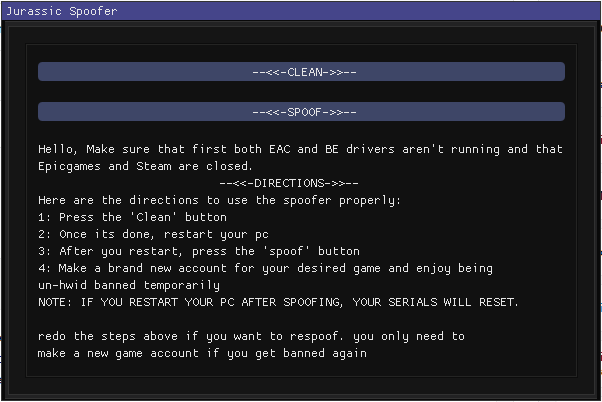 Jurassic Spoofer
--<<-CLEAN->>--
--<<-SPOOF->>--
Hello, Make sure that first both EAC and BE drivers aren't running and that
Epicgames and Steam are closed.
--<<-DIRECTIONS->>--
Here are the directions to use the spoofer properly:
1: Press the 'Clean' button
2: Once its done, restart your pc
3: After you restart, press the 'spoof' button
4: Make a brand new account for your desired game and enjoy being
un-hwid banned temporarily
NOTE: IF YOU RESTART YOUR PC AFTER SPOOFING, YOUR SERIALS WILL RESET.
redo the steps above if you want to respoof. you only need to
make a new game account if you get banned again